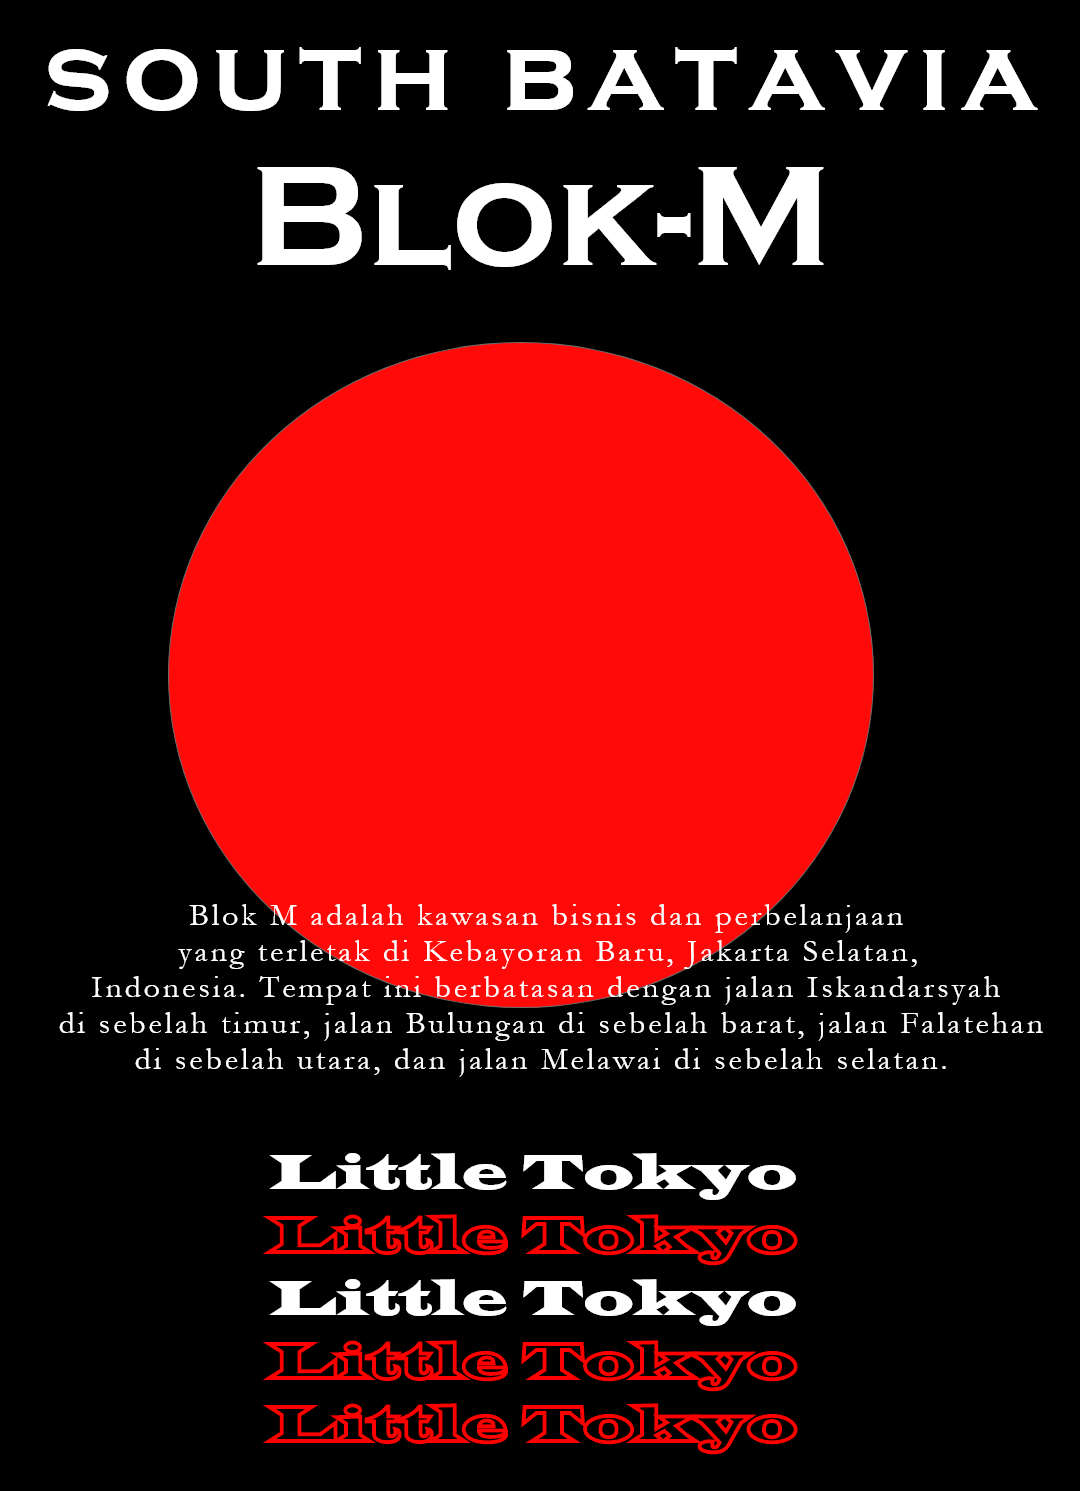 SOUTH BATAVIA
BLOK-M
Blok M adalah kawasan bisnis dan perbelanjaan
yang terletak di Kebayoran Baru, Jakarta Selatan,
Indonesia. Tempat ini berbatasan dengan jalan Iskandarsyah
di sebelah timur, jalan Bulungan di sebelah barat, jalan Falatehan
di sebelah utara, dan jalan Melawai di sebelah selatan.
Little Tokyo
Little Tokyo
Little Tokyo
Little Tokyo
Little Tokyo